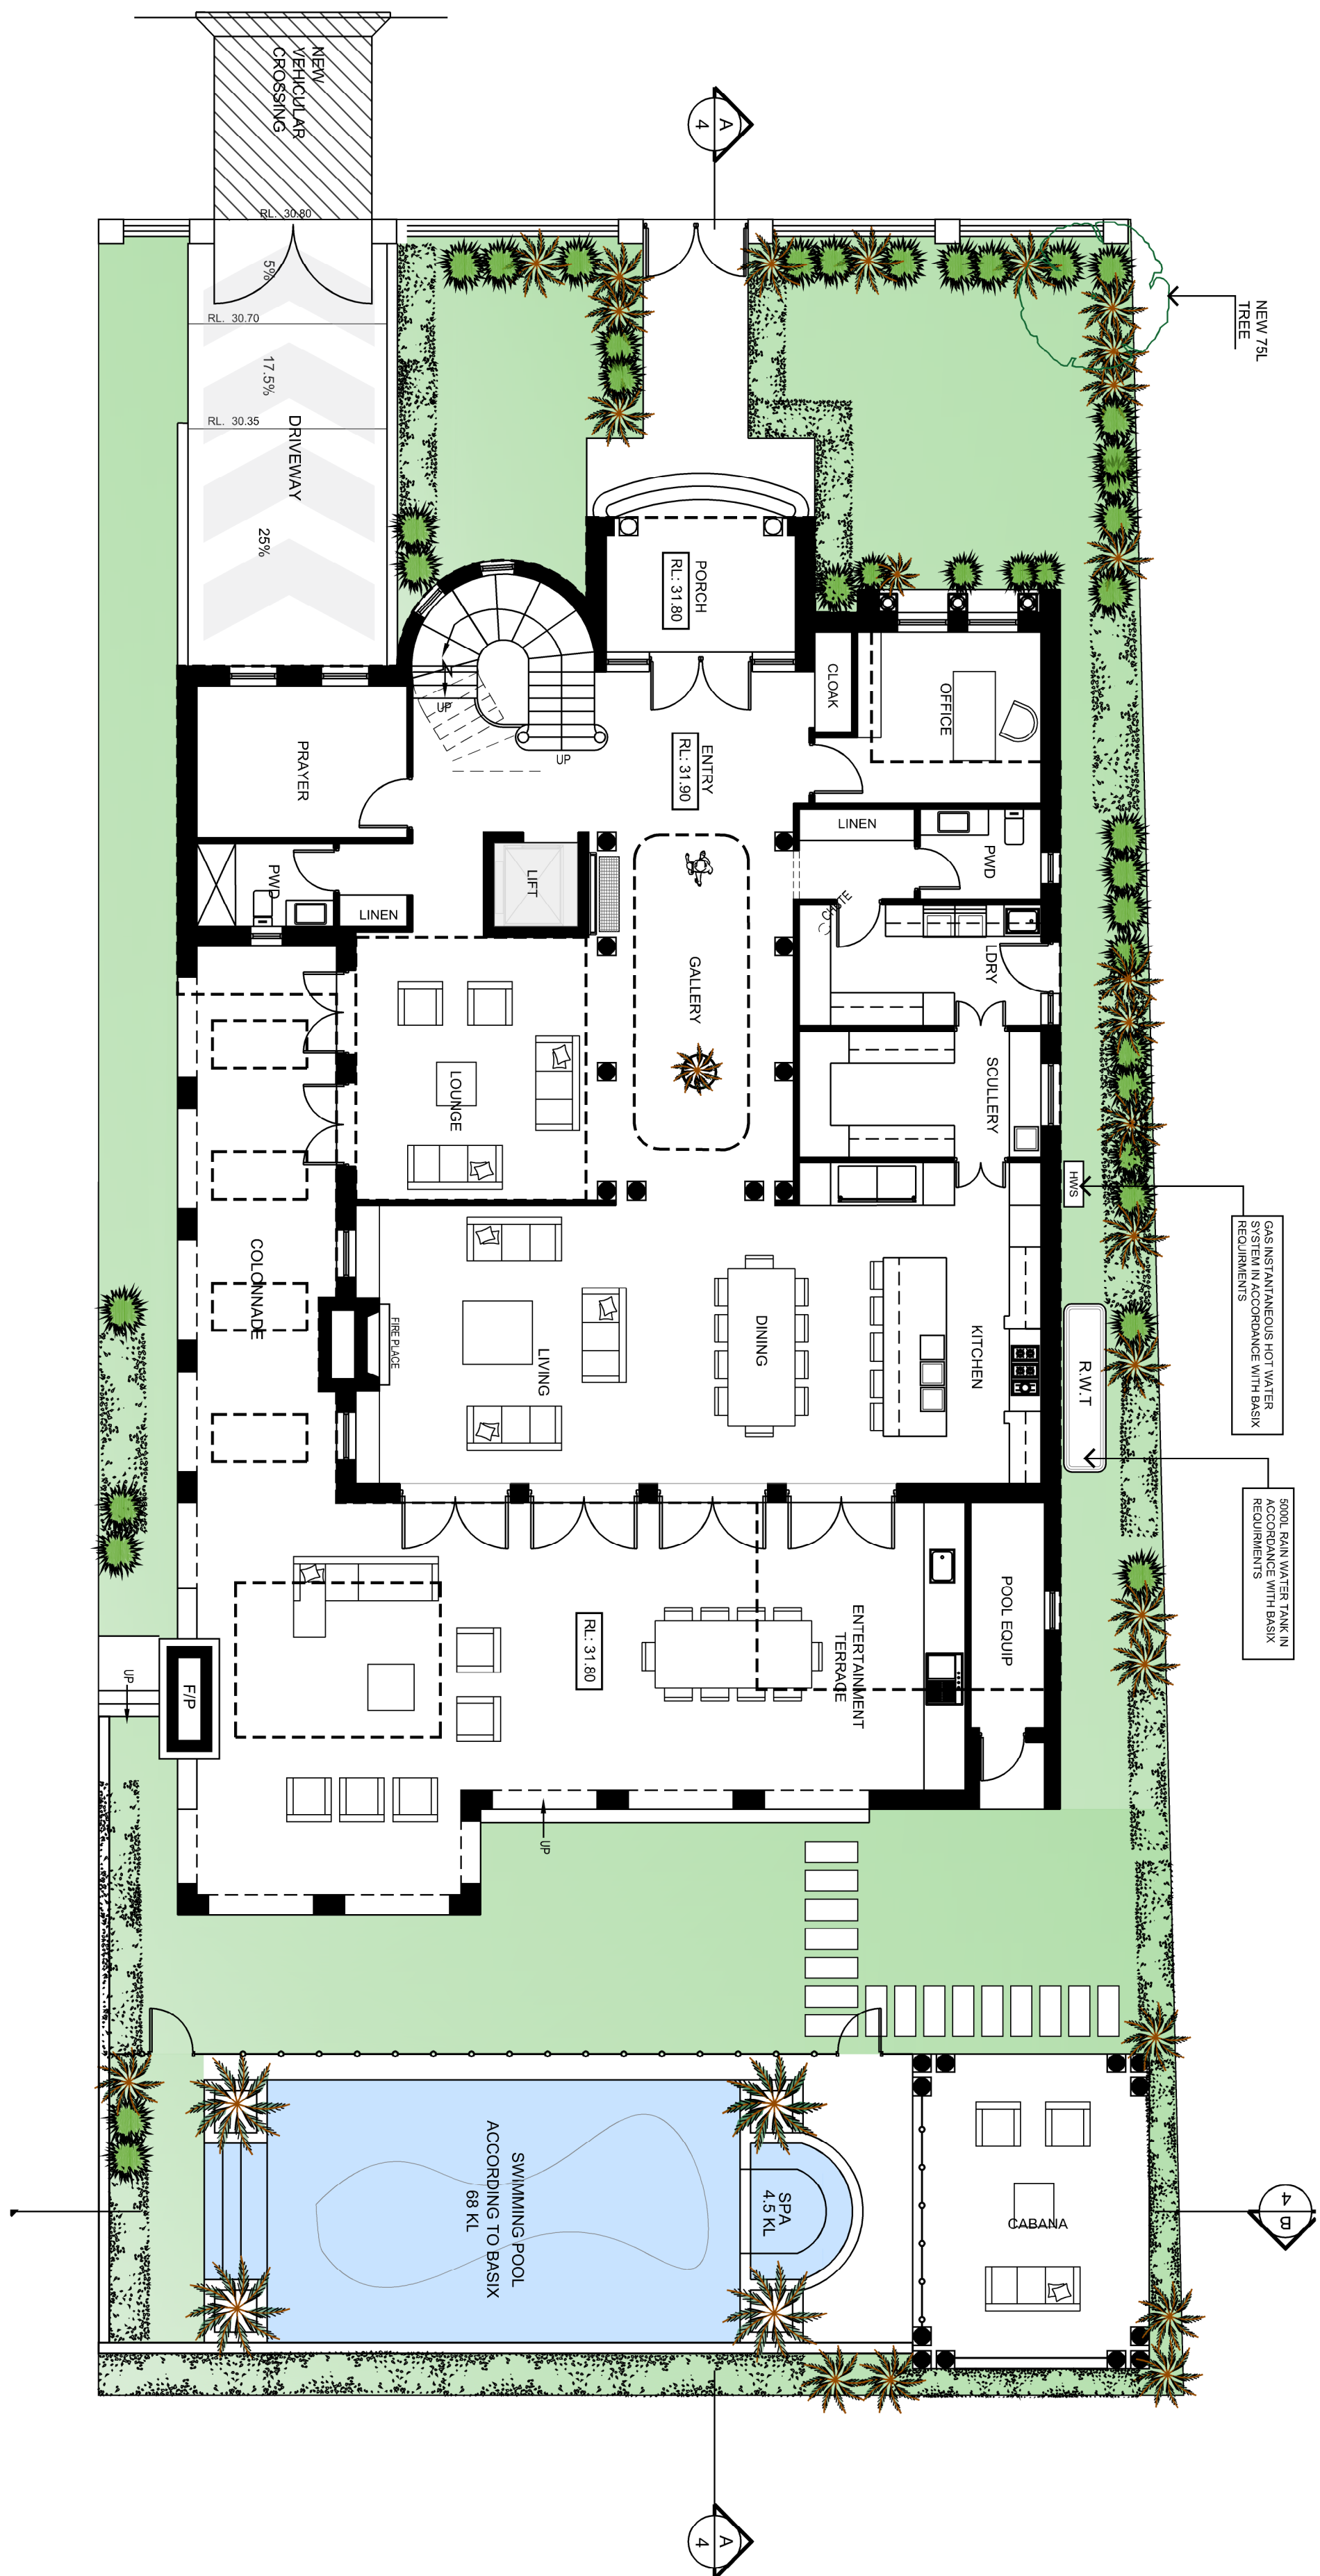 NEW
VEHICULAR
CROSSING
A
4
RL. 30.80
5%
RL. 30.70
17.5%
RL. 30.35
DRIVEWAY
25%
NEW 75L
TREE
PORCH
RL: 31.80
CLOAK
OFFICE
UP
UP
ENTRY
RL: 31.90
PRAYER
LINEN
PWD
PWD
LINEN
LIFT
CHUTE
LDRY
GALLERY
SCULLERY
LOUNGE
HWS
GAS INSTANTANEOUS HOT WATER
SYSTEM IN ACCORDANCE WITH BASIX
REQUIRMENTS
COLONNADE
FIRE PLACE
LIVING
DINING
KITCHEN
R.W.T
5000L RAIN WATER TANK IN
ACCORDANCE WITH BASIX
REQUIRMENTS
POOL EQUIP
ENTERTAINMENT
TERRACE
RL: 31.80
F/P
UP
UP
SWIMMING POOL
ACCORDING TO BASIX
68 KL
SPA
4.5 KL
CABANA
B
4
A
4